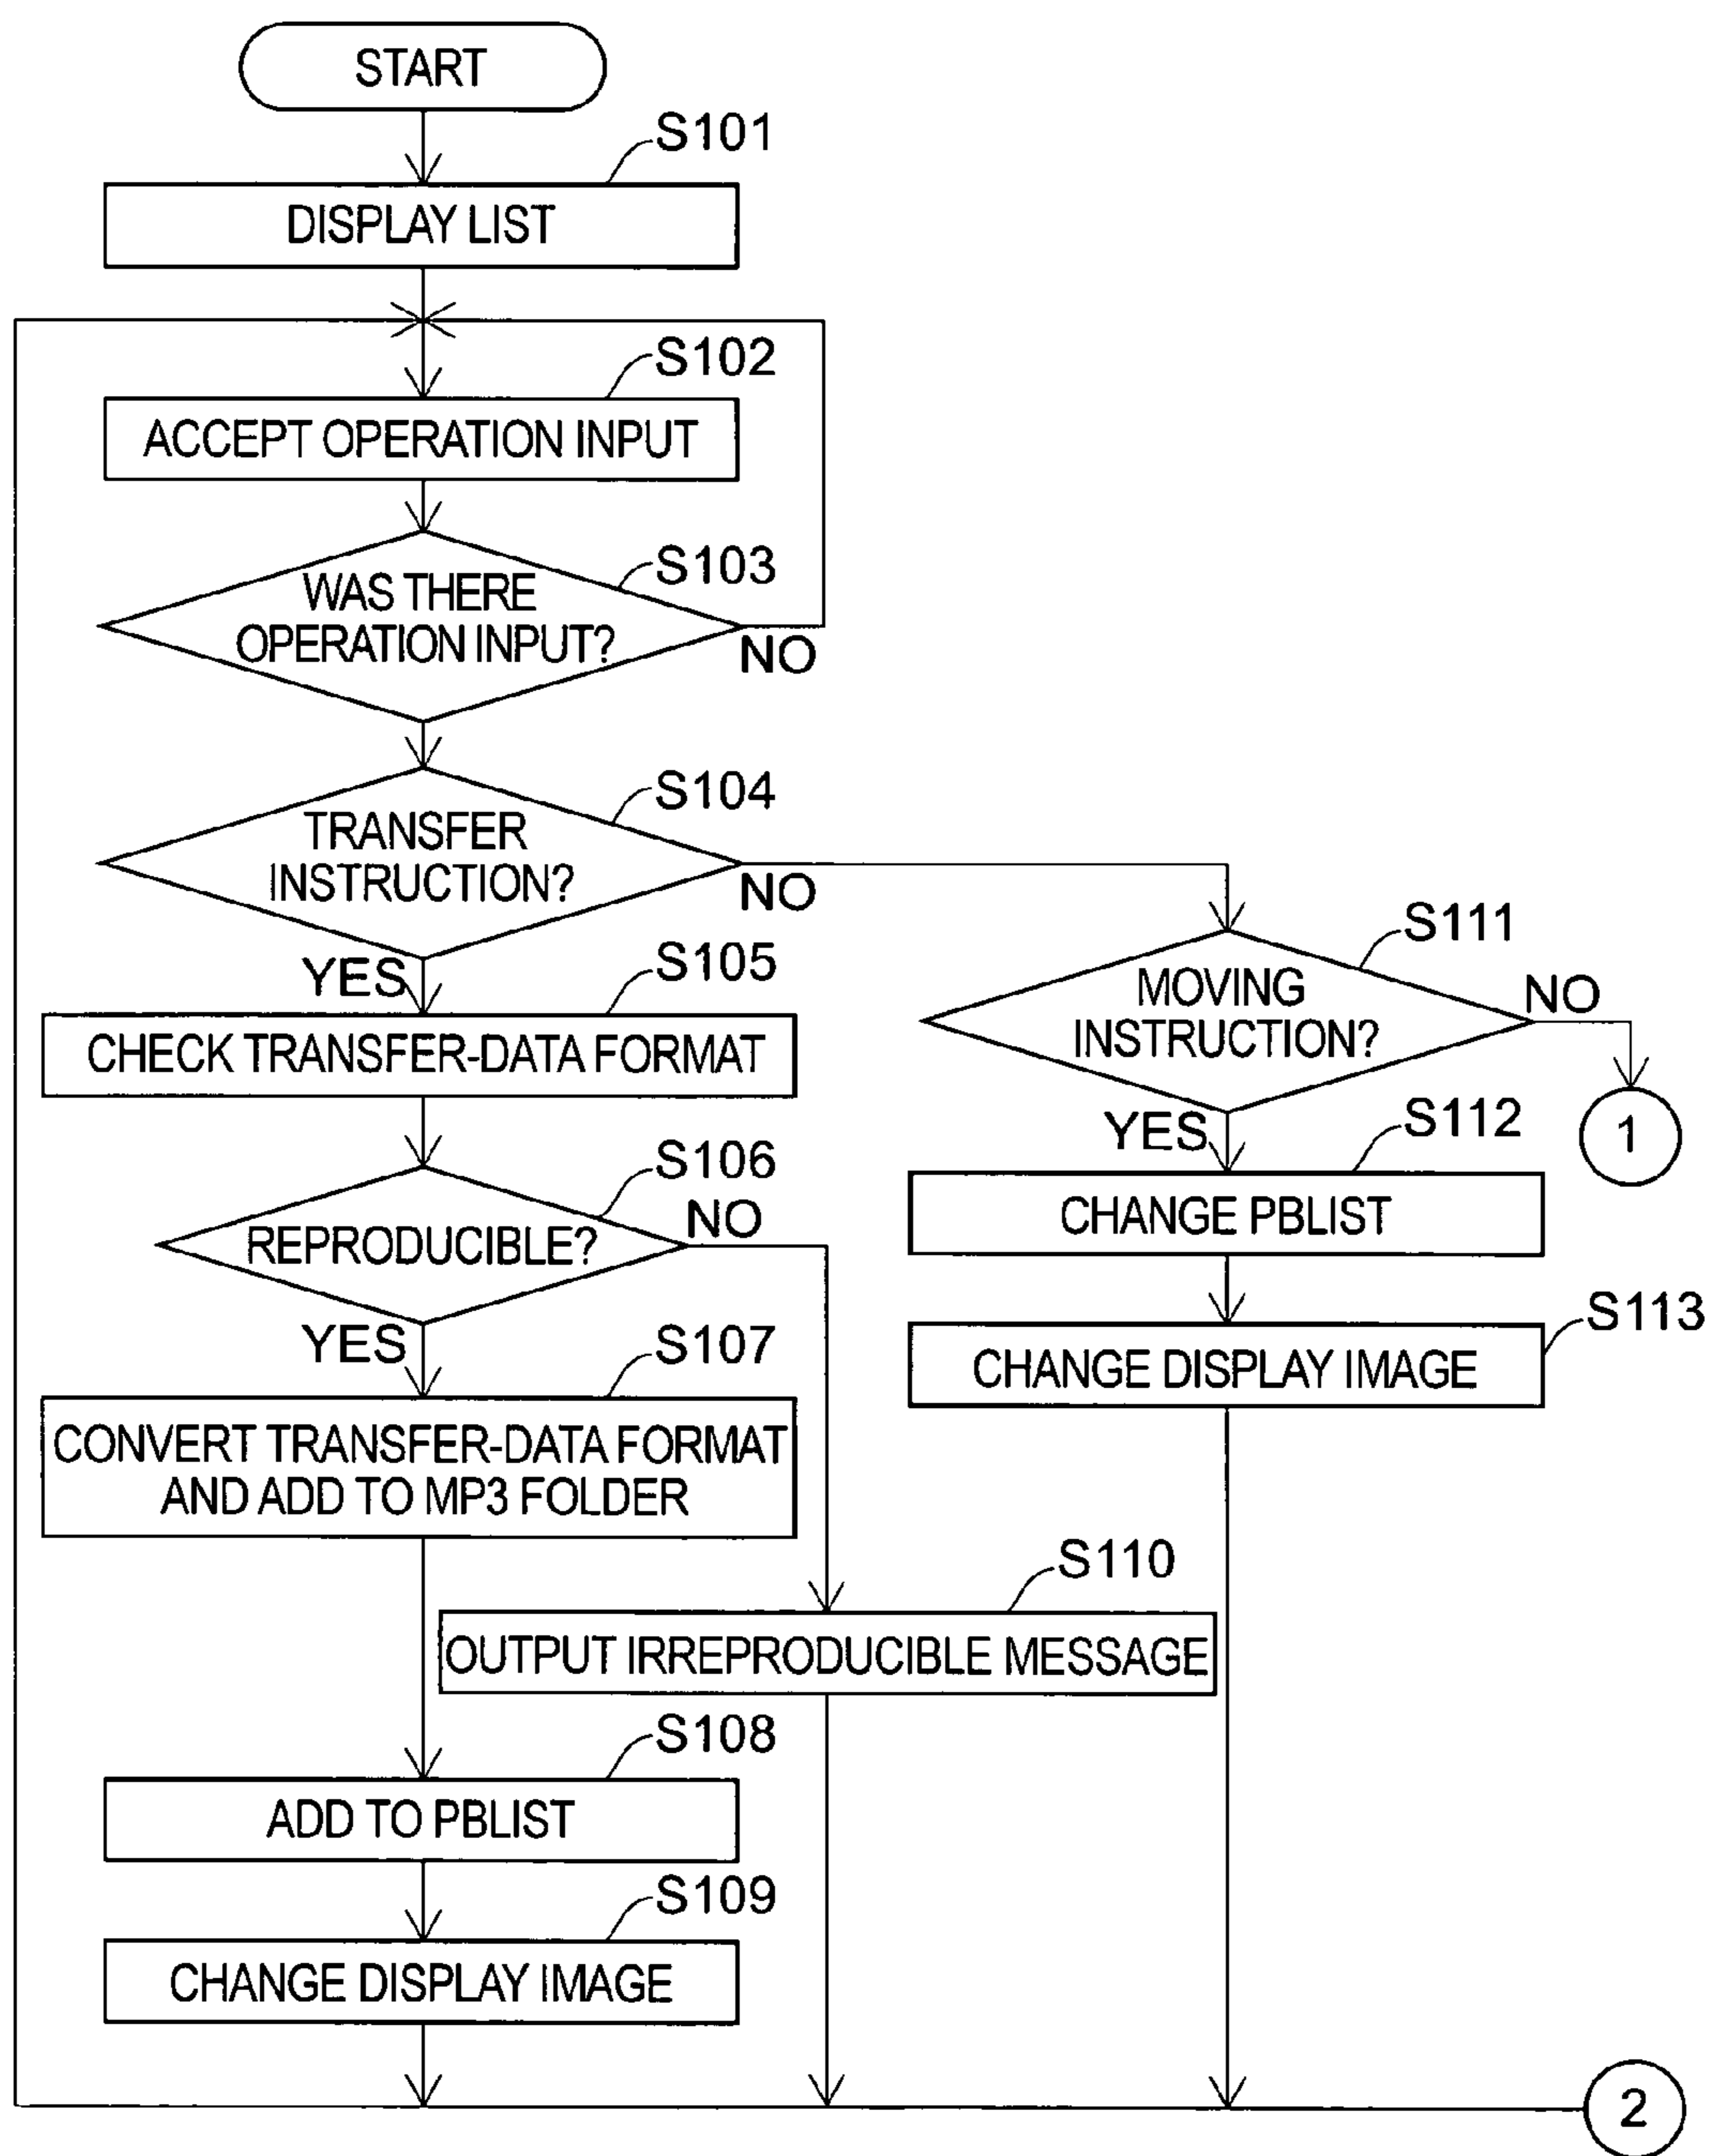 START
S101
DISPLAY LIST
S102
ACCEPT OPERATION INPUT
S103
WAS THERE
OPERATION INPUT?
NO
S104
TRANSFER
INSTRUCTION?
NO
YES
S105
CHECK TRANSFER-DATA FORMAT
S106
REPRODUCIBLE?
NO
YES
S107
CONVERT TRANSFER-DATA FORMAT
AND ADD TO MP3 FOLDER
S110
OUTPUT IRREPRODUCIBLE MESSAGE
S108
ADD TO PBLIST
S109
CHANGE DISPLAY IMAGE
S111
MOVING
INSTRUCTION?
NO
1
YES
S112
CHANGE PBLIST
S113
CHANGE DISPLAY IMAGE
2